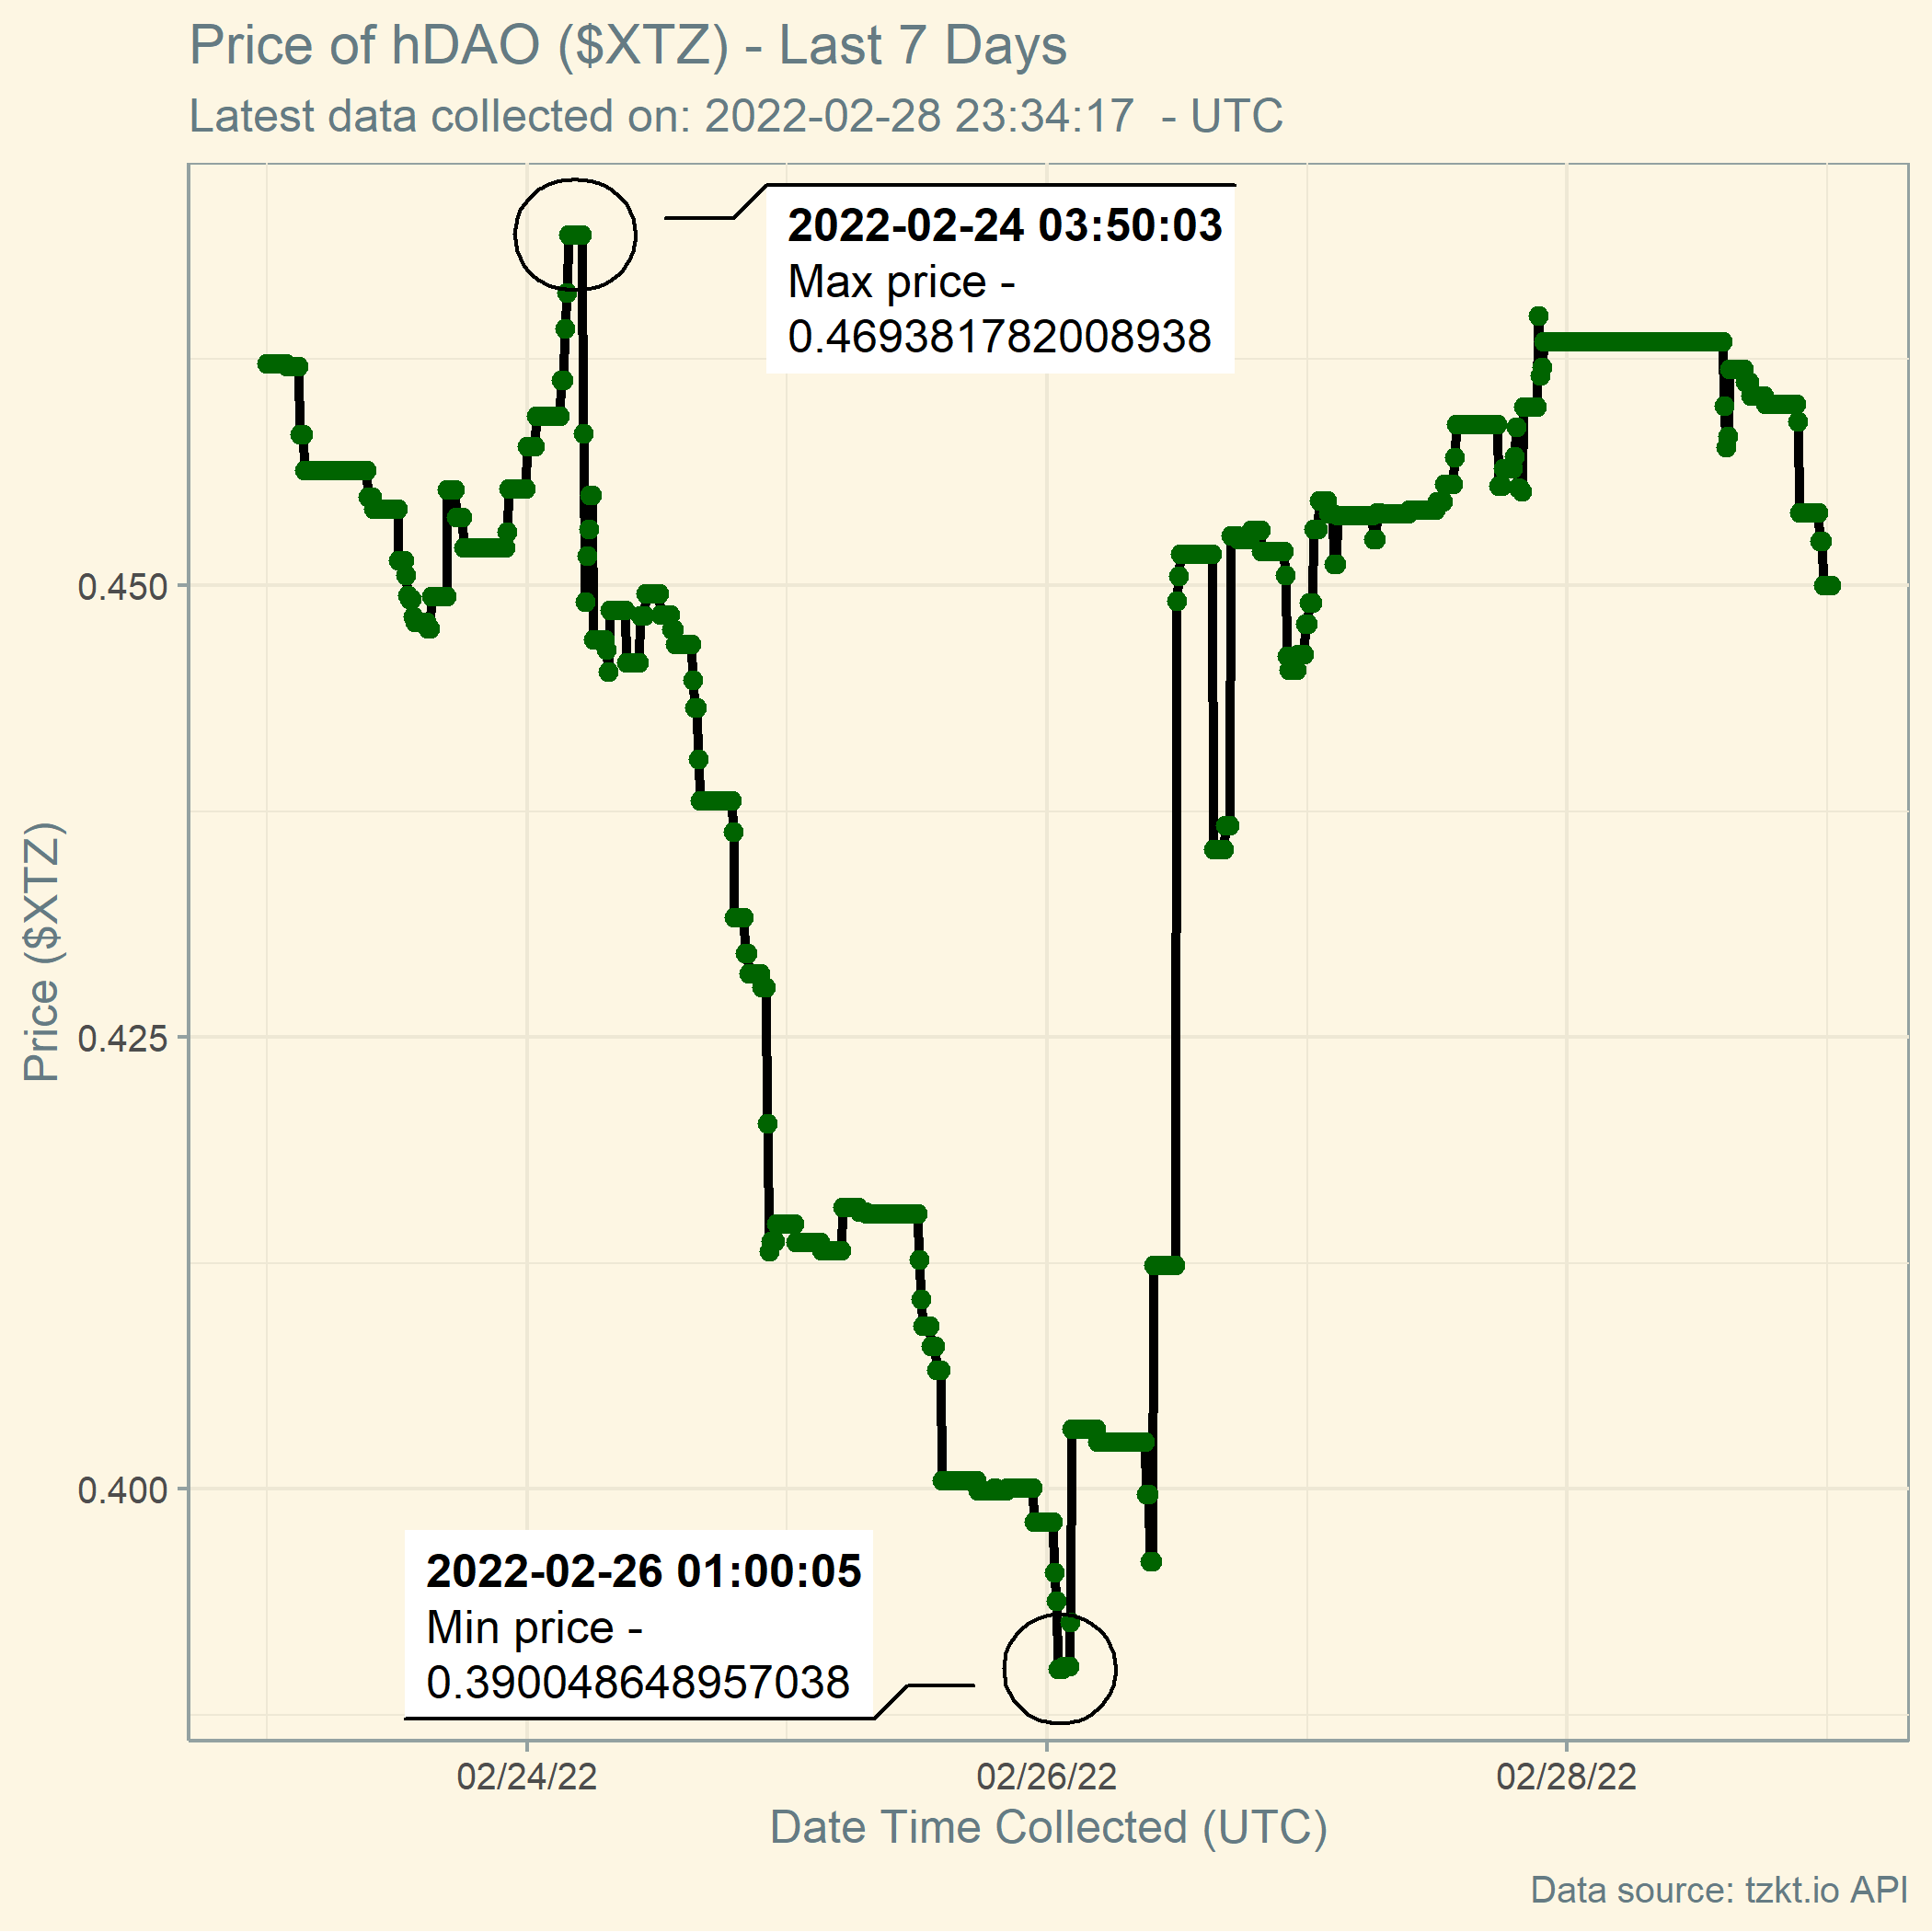 Price of hDAO ($XTZ) - Last 7 Days
Latest data collected on: 2022-02-28 23:34:17  - UTC
2022-02-24 03:50:03
Max price -
0.469381782008938
0.450
0.425
0.400
Price ($XTZ)
2022-02-26 01:00:05
Min price -
0.390048648957038
02/24/22
02/26/22
02/28/22
Date Time Collected (UTC)
Data source: tzkt.io API